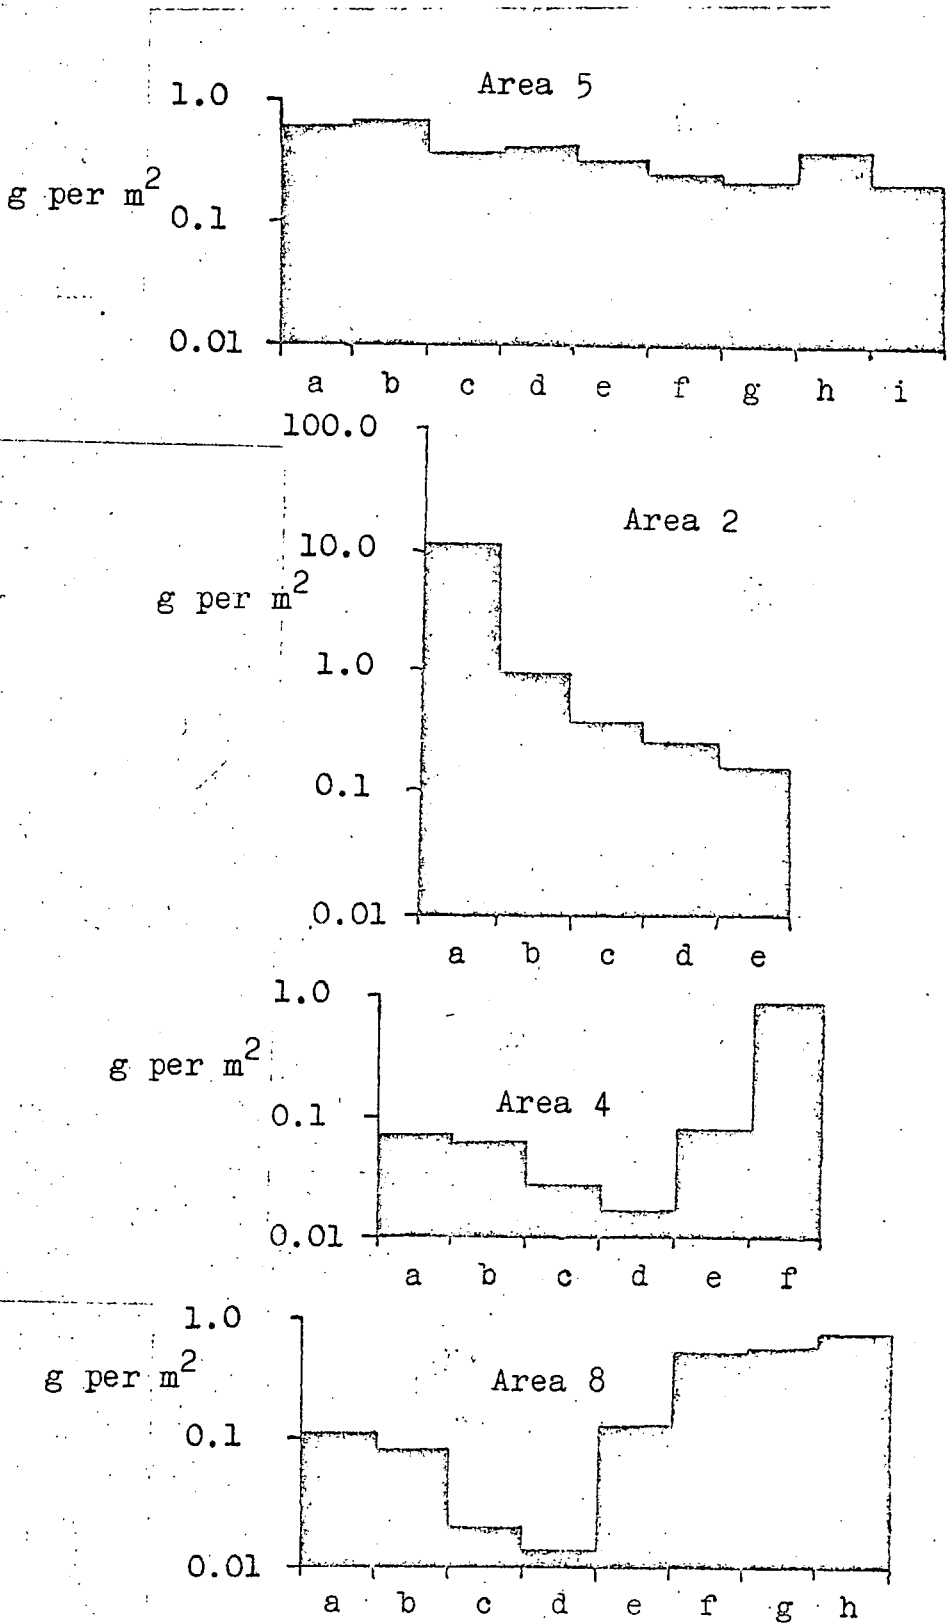 Area 5
1.0
g per m2
0.1
0.01
a b c d e f g h i
100.0
Area 2
10.0
g per m2
1.0
0.1
0.01
a b c d e
1.0
g per m2
Area 4
0.1
0.01
a b c d e f
1.0
g per m2
Area 8
0.1
0.01
a b c d e f g h